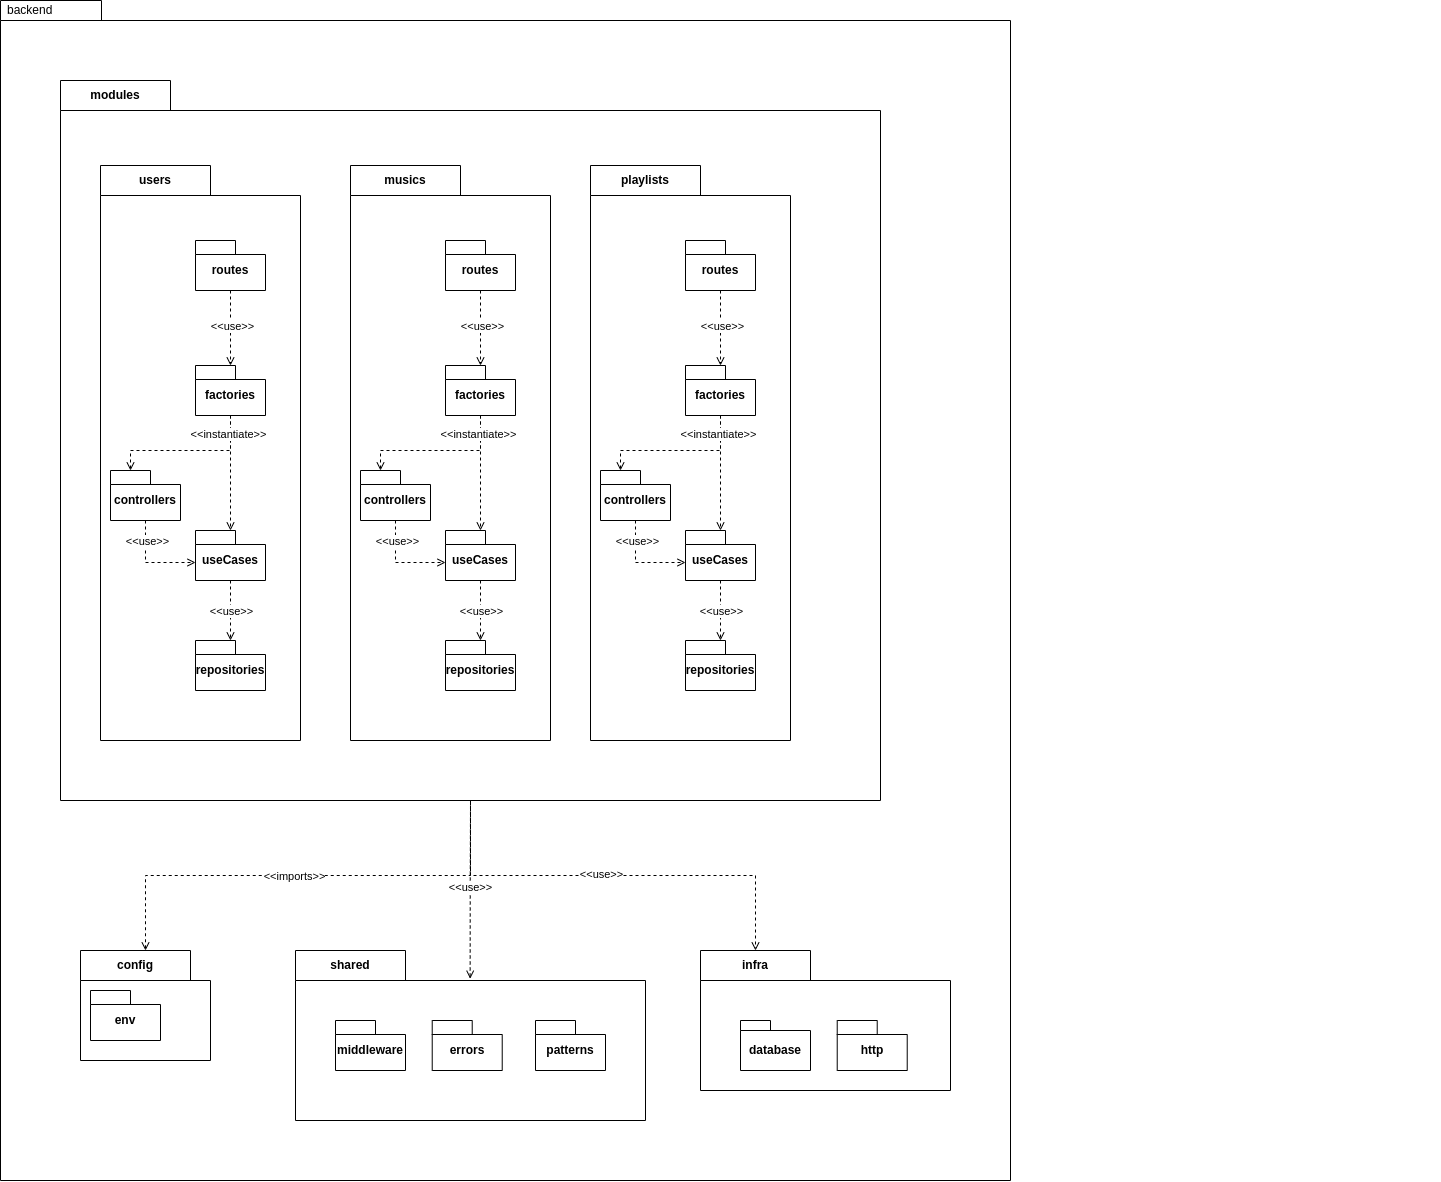 backend
modules
users
musics
playlists
routes
routes
routes
<<use>>
<<use>>
<<use>>
factories
factories
factories
<<instantiate>>
<<instantiate>>
<<instantiate>>
controllers
controllers
controllers
<<use>>
<<use>>
<<use>>
useCases
useCases
useCases
<<use>>
<<use>>
<<use>>
repositories
repositories
repositories
<<imports>>
<<use>>
<<use>>
config
shared
infra
env
middleware
errors
patterns
database
http